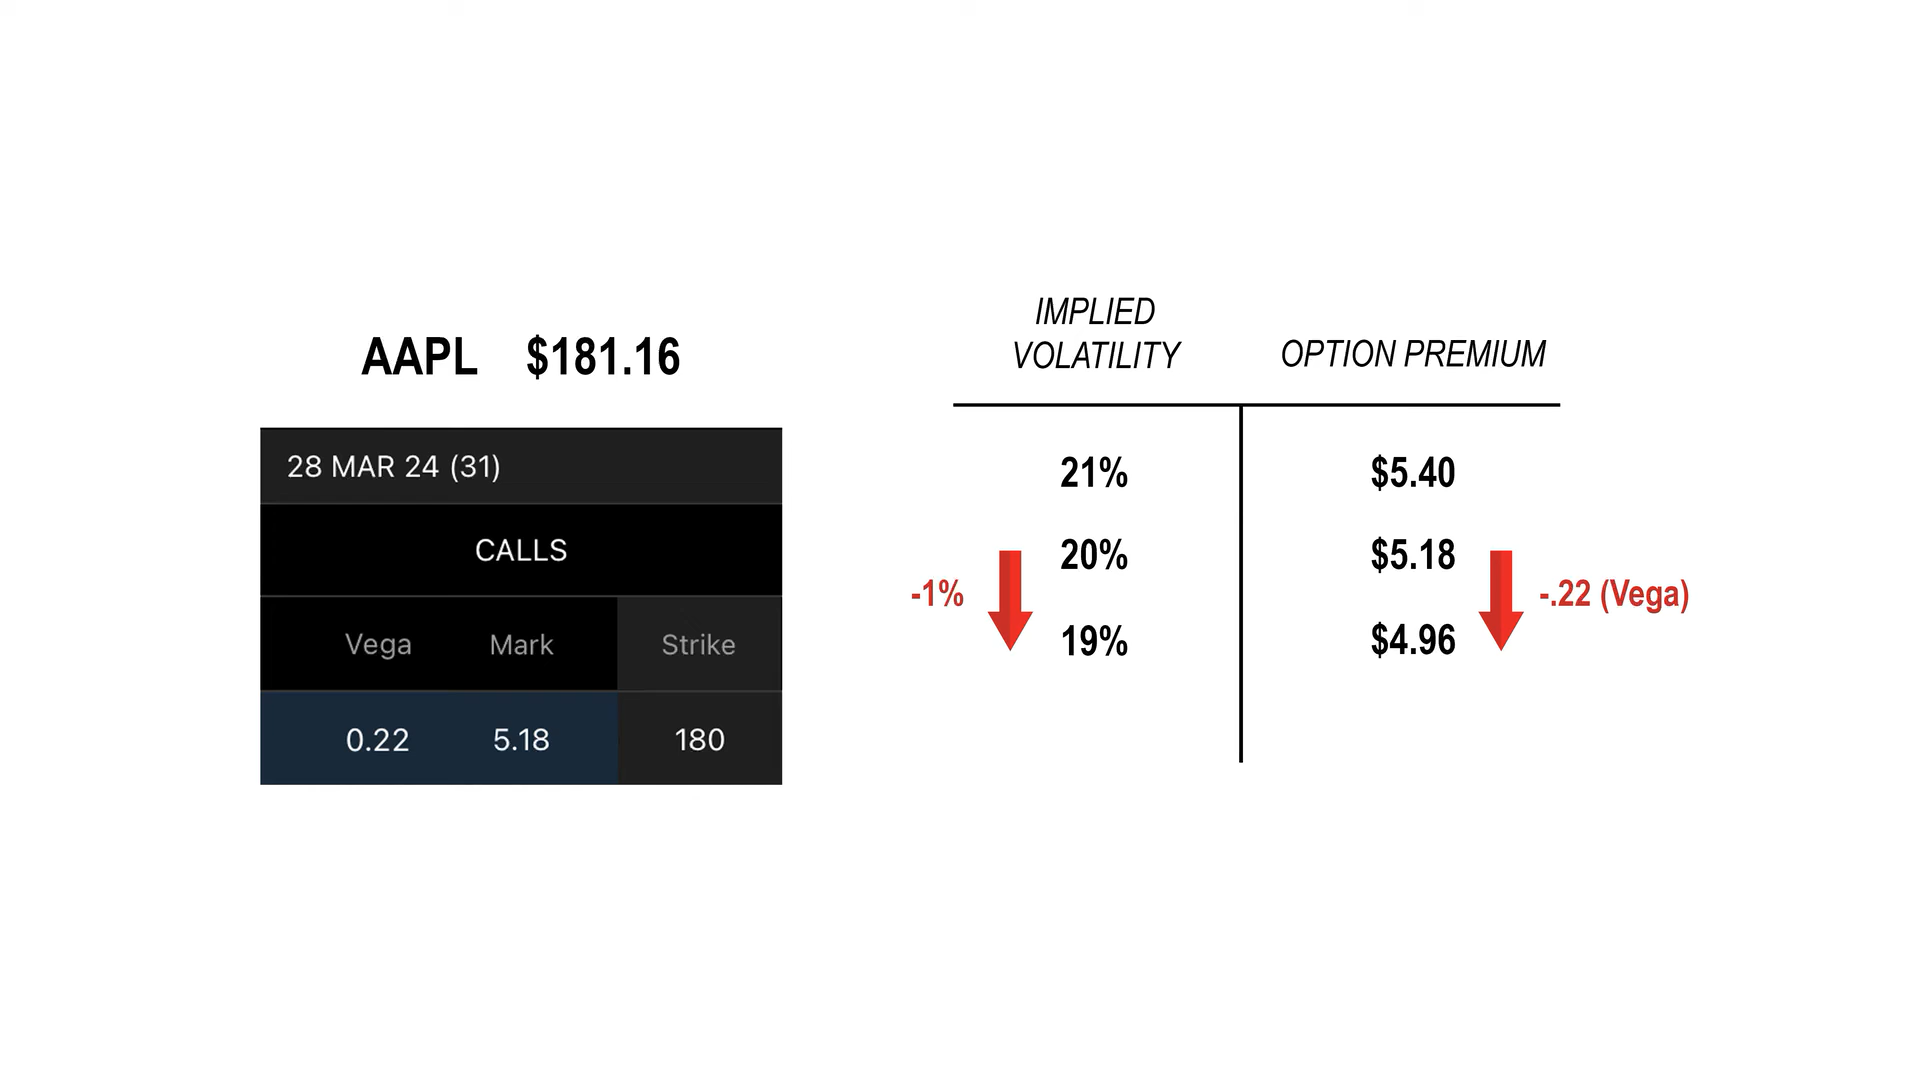 AAPL $181.16
28 MAR 24 (31)
CALLS
Vega Mark Strike
0.22 5.18 180
IMPLIED
VOLATILITY
OPTION PREMIUM
21% $5.40
20% $5.18
-1%
-.22 (Vega)
19% $4.96